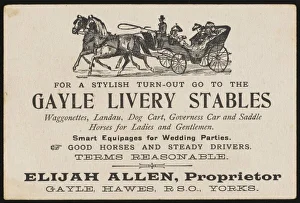 FOR A STYLISH TURN-OUT GO TO THE
GAYLE LIVERY STABLES
Waggonettes, Landau, Dog Cart, Governess Car and Saddle
Horses for Ladies and Gentlemen.
Smart Equipages for Wedding Parties.
☞ GOOD HORSES AND STEADY DRIVERS.
TERMS REASONABLE.
ELIJAH ALLEN, Proprietor
GAYLE, HAWES, R.S.O., YORKS.